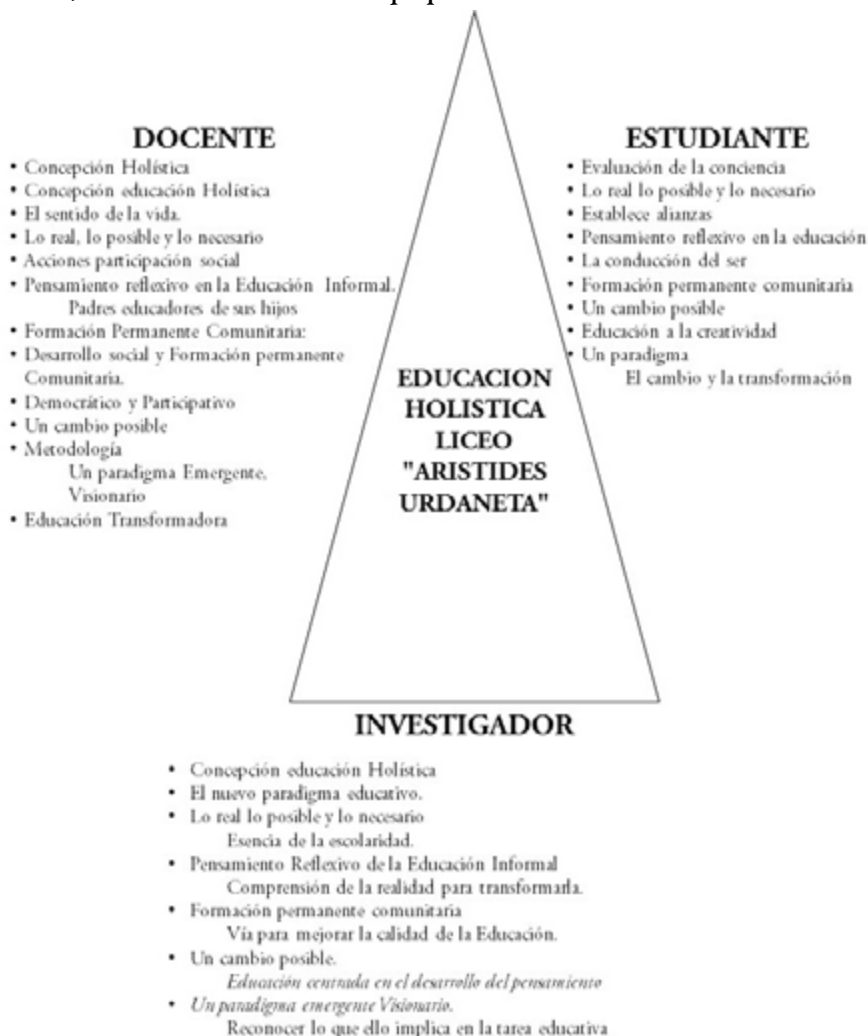 DOCENTE
• Concepción Holística
• Concepción educación Holística
• El sentido de la vida.
• Lo real, lo posible y lo necesario
• Acciones participación social
• Pensamiento reflexivo en la Educación Informal.
Padres educadores de sus hijos
• Formación Permanente Comunitaria:
• Desarrollo social y Formación permanente
Comunitaria.
• Democrático y Participativo
• Un cambio posible
• Metodología
Un paradigma Emergente,
Visionario
• Educación Transformadora
ESTUDIANTE
• Evaluación de la conciencia
• Lo real lo posible y lo necesario
• Establece alianzas
• Pensamiento reflexivo en la educación
• La conducción del ser
• Formación permanente comunitaria
• Un cambio posible
• Educación a la creatividad
• Un paradigma
El cambio y la transformación
EDUCACION
HOLISTICA
LICEO
"ARISTIDES
URDANETA"
INVESTIGADOR
• Concepción educación Holística
• El nuevo paradigma educativo.
• Lo real lo posible y lo necesario
Esencia de la escolaridad.
• Pensamiento Reflexivo de la Educación Informal
Comprensión de la realidad para transformarla.
• Formación permanente comunitaria
Vía para mejorar la calidad de la Educación.
• Un cambio posible.
Educación centrada en el desarrollo del pensamiento
• Un paradigma emergente Visionario.
Reconocer lo que ello implica en la tarea educativa